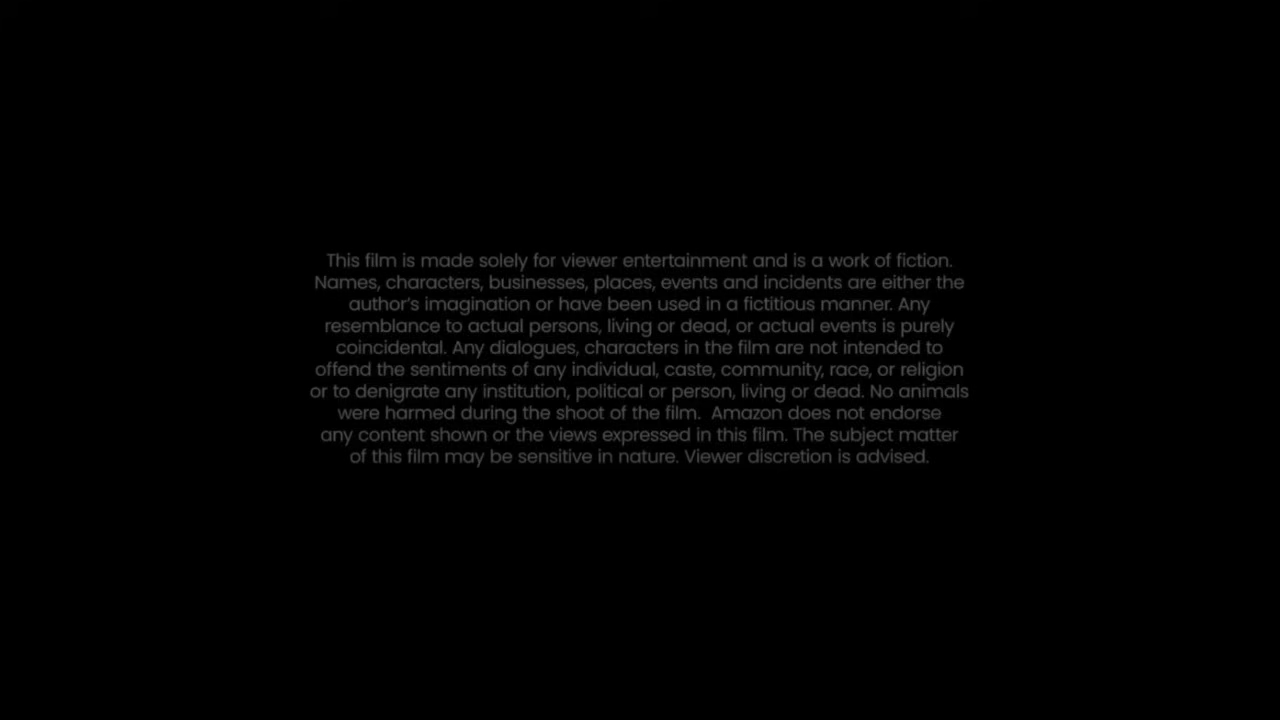 This film is made solely for viewer entertainment and is a work of fiction.
Names, characters, businesses, places, events and incidents are either the
author's imagination or have been used in a fictitious manner. Any
resemblance to actual persons, living or dead, or actual events is purely
coincidental. Any dialogues, characters in the film are not intended to
offend the sentiments of any individual, caste, community, race, or religion
or to denigrate any institution, political or person, living or dead. No animals
were harmed during the shoot of the film.  Amazon does not endorse
any content shown or the views expressed in this film. The subject matter
of this film may be sensitive in nature. Viewer discretion is advised.